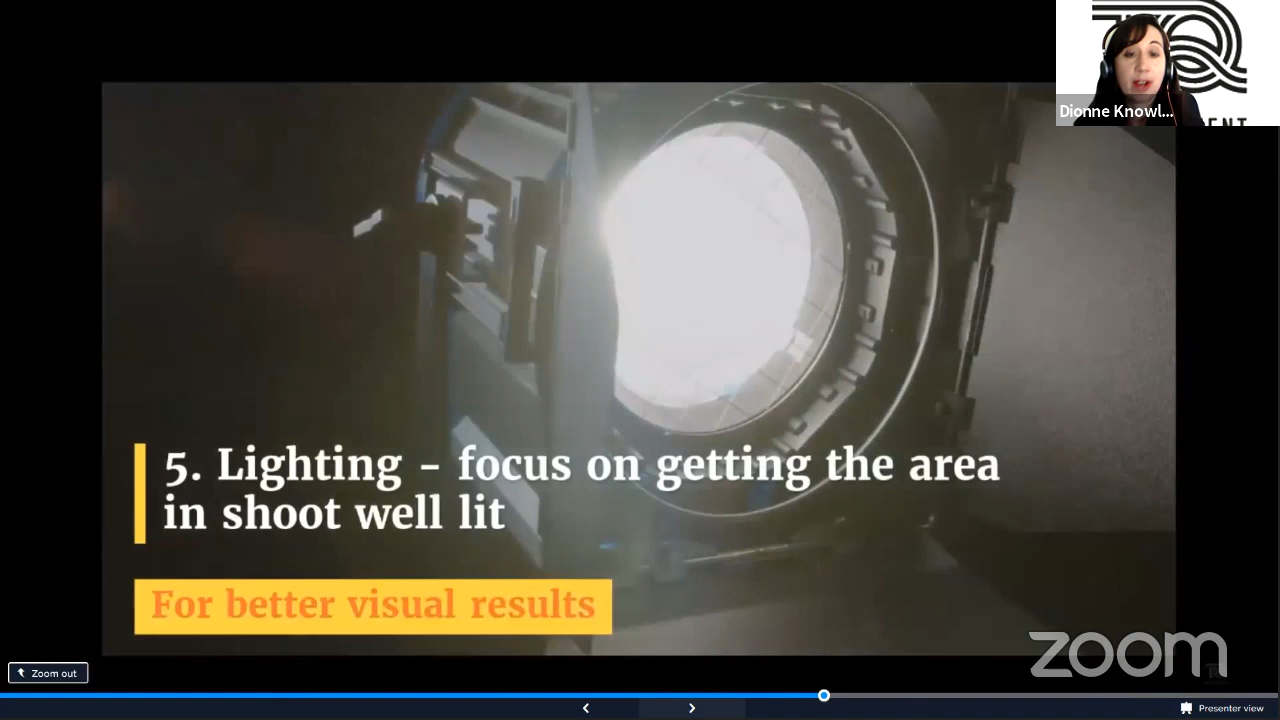 Dionne Knowl...
5. Lighting - focus on getting the area
in shoot well lit
For better visual results
zoom
Zoom out
Presenter view